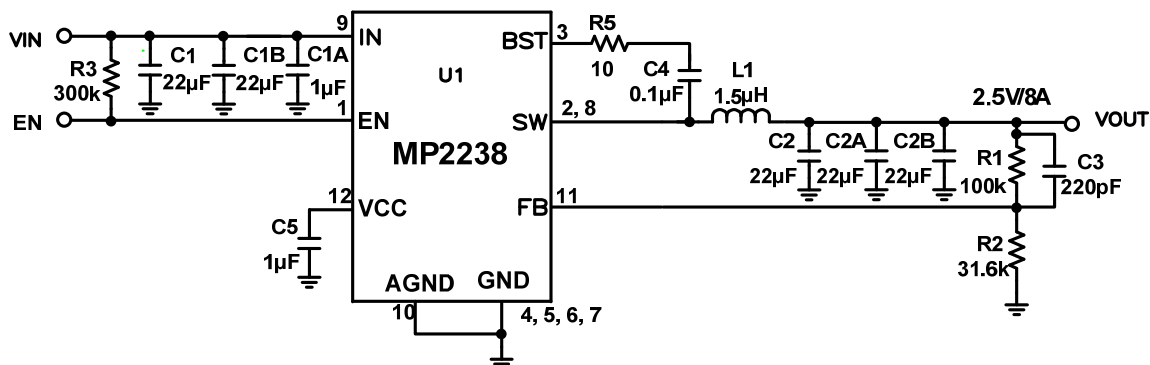 VIN
R3
300k
EN
C1
22µF
C1B
22µF
C1A
1µF
9
IN
1
EN
12
VCC
C5
1µF
U1
MP2238
BST
3
SW
2, 8
FB
11
AGND
10
GND
4, 5, 6, 7
R5
10
C4
0.1µF
L1
1.5µH
2.5V/8A
VOUT
C2
22µF
C2A
22µF
C2B
22µF
R1
100k
C3
220pF
R2
31.6k